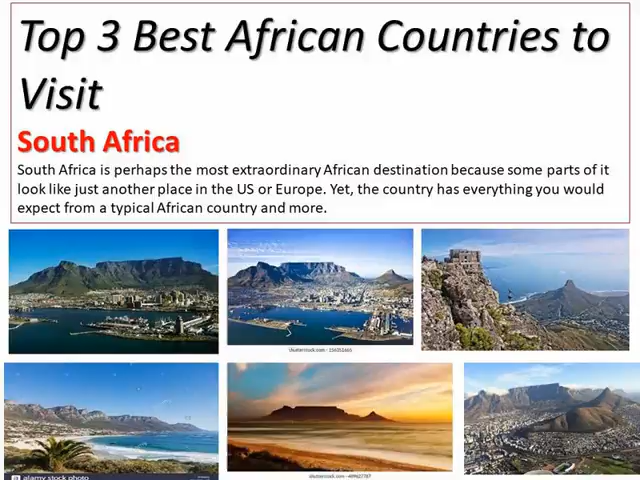 Top 3 Best African Countries to
Visit
South Africa
South Africa is perhaps the most extraordinary African destination because some parts of it
look like just another place in the US or Europe. Yet, the country has everything you would
expect from a typical African country and more.
alamy stock photo